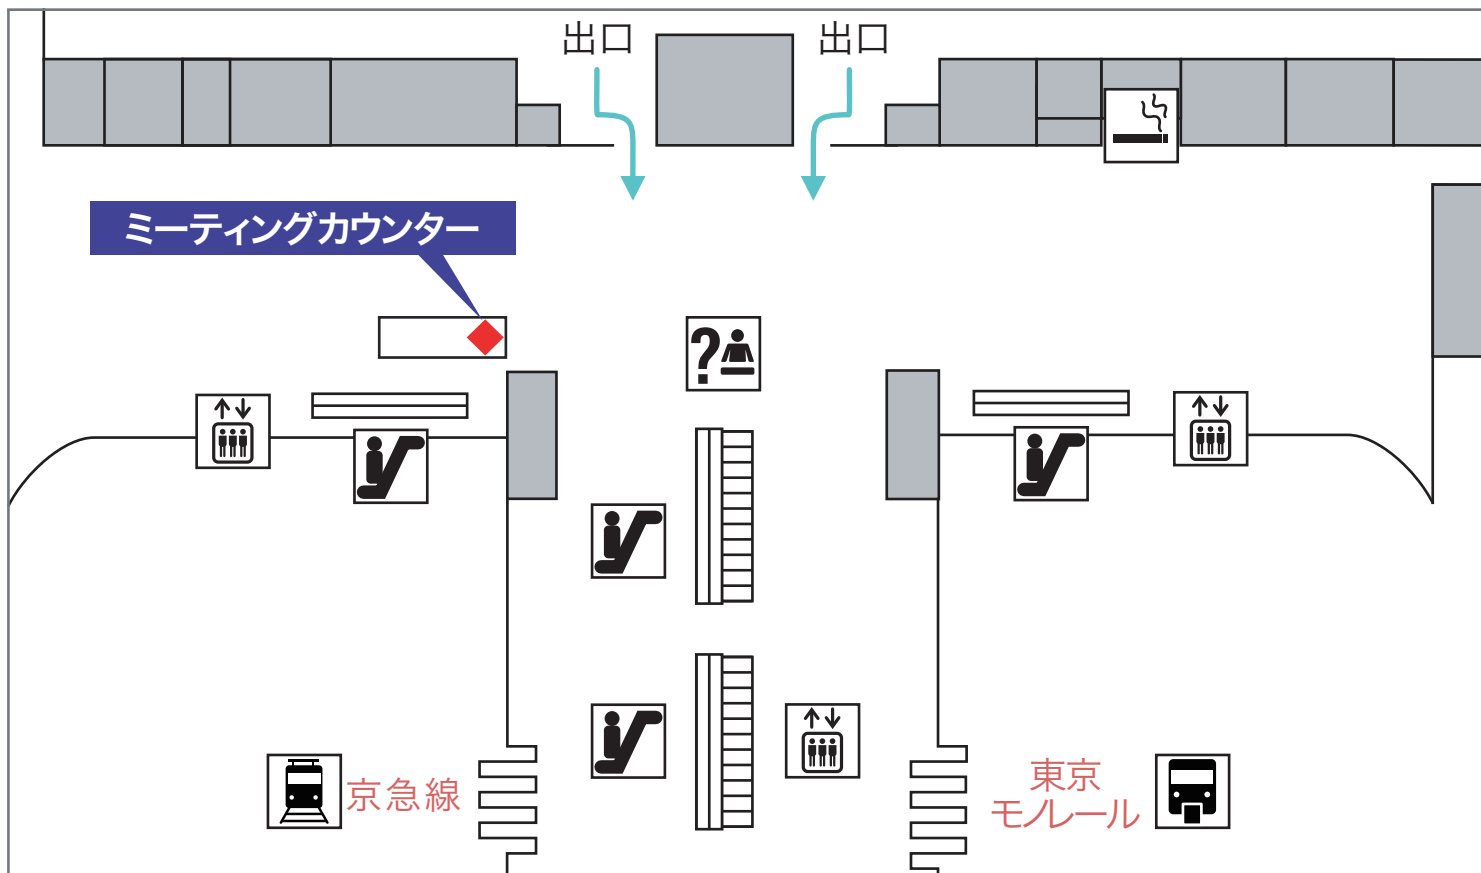 出口
出口
ミーティングカウンター
?
京急線
東京
モノレール